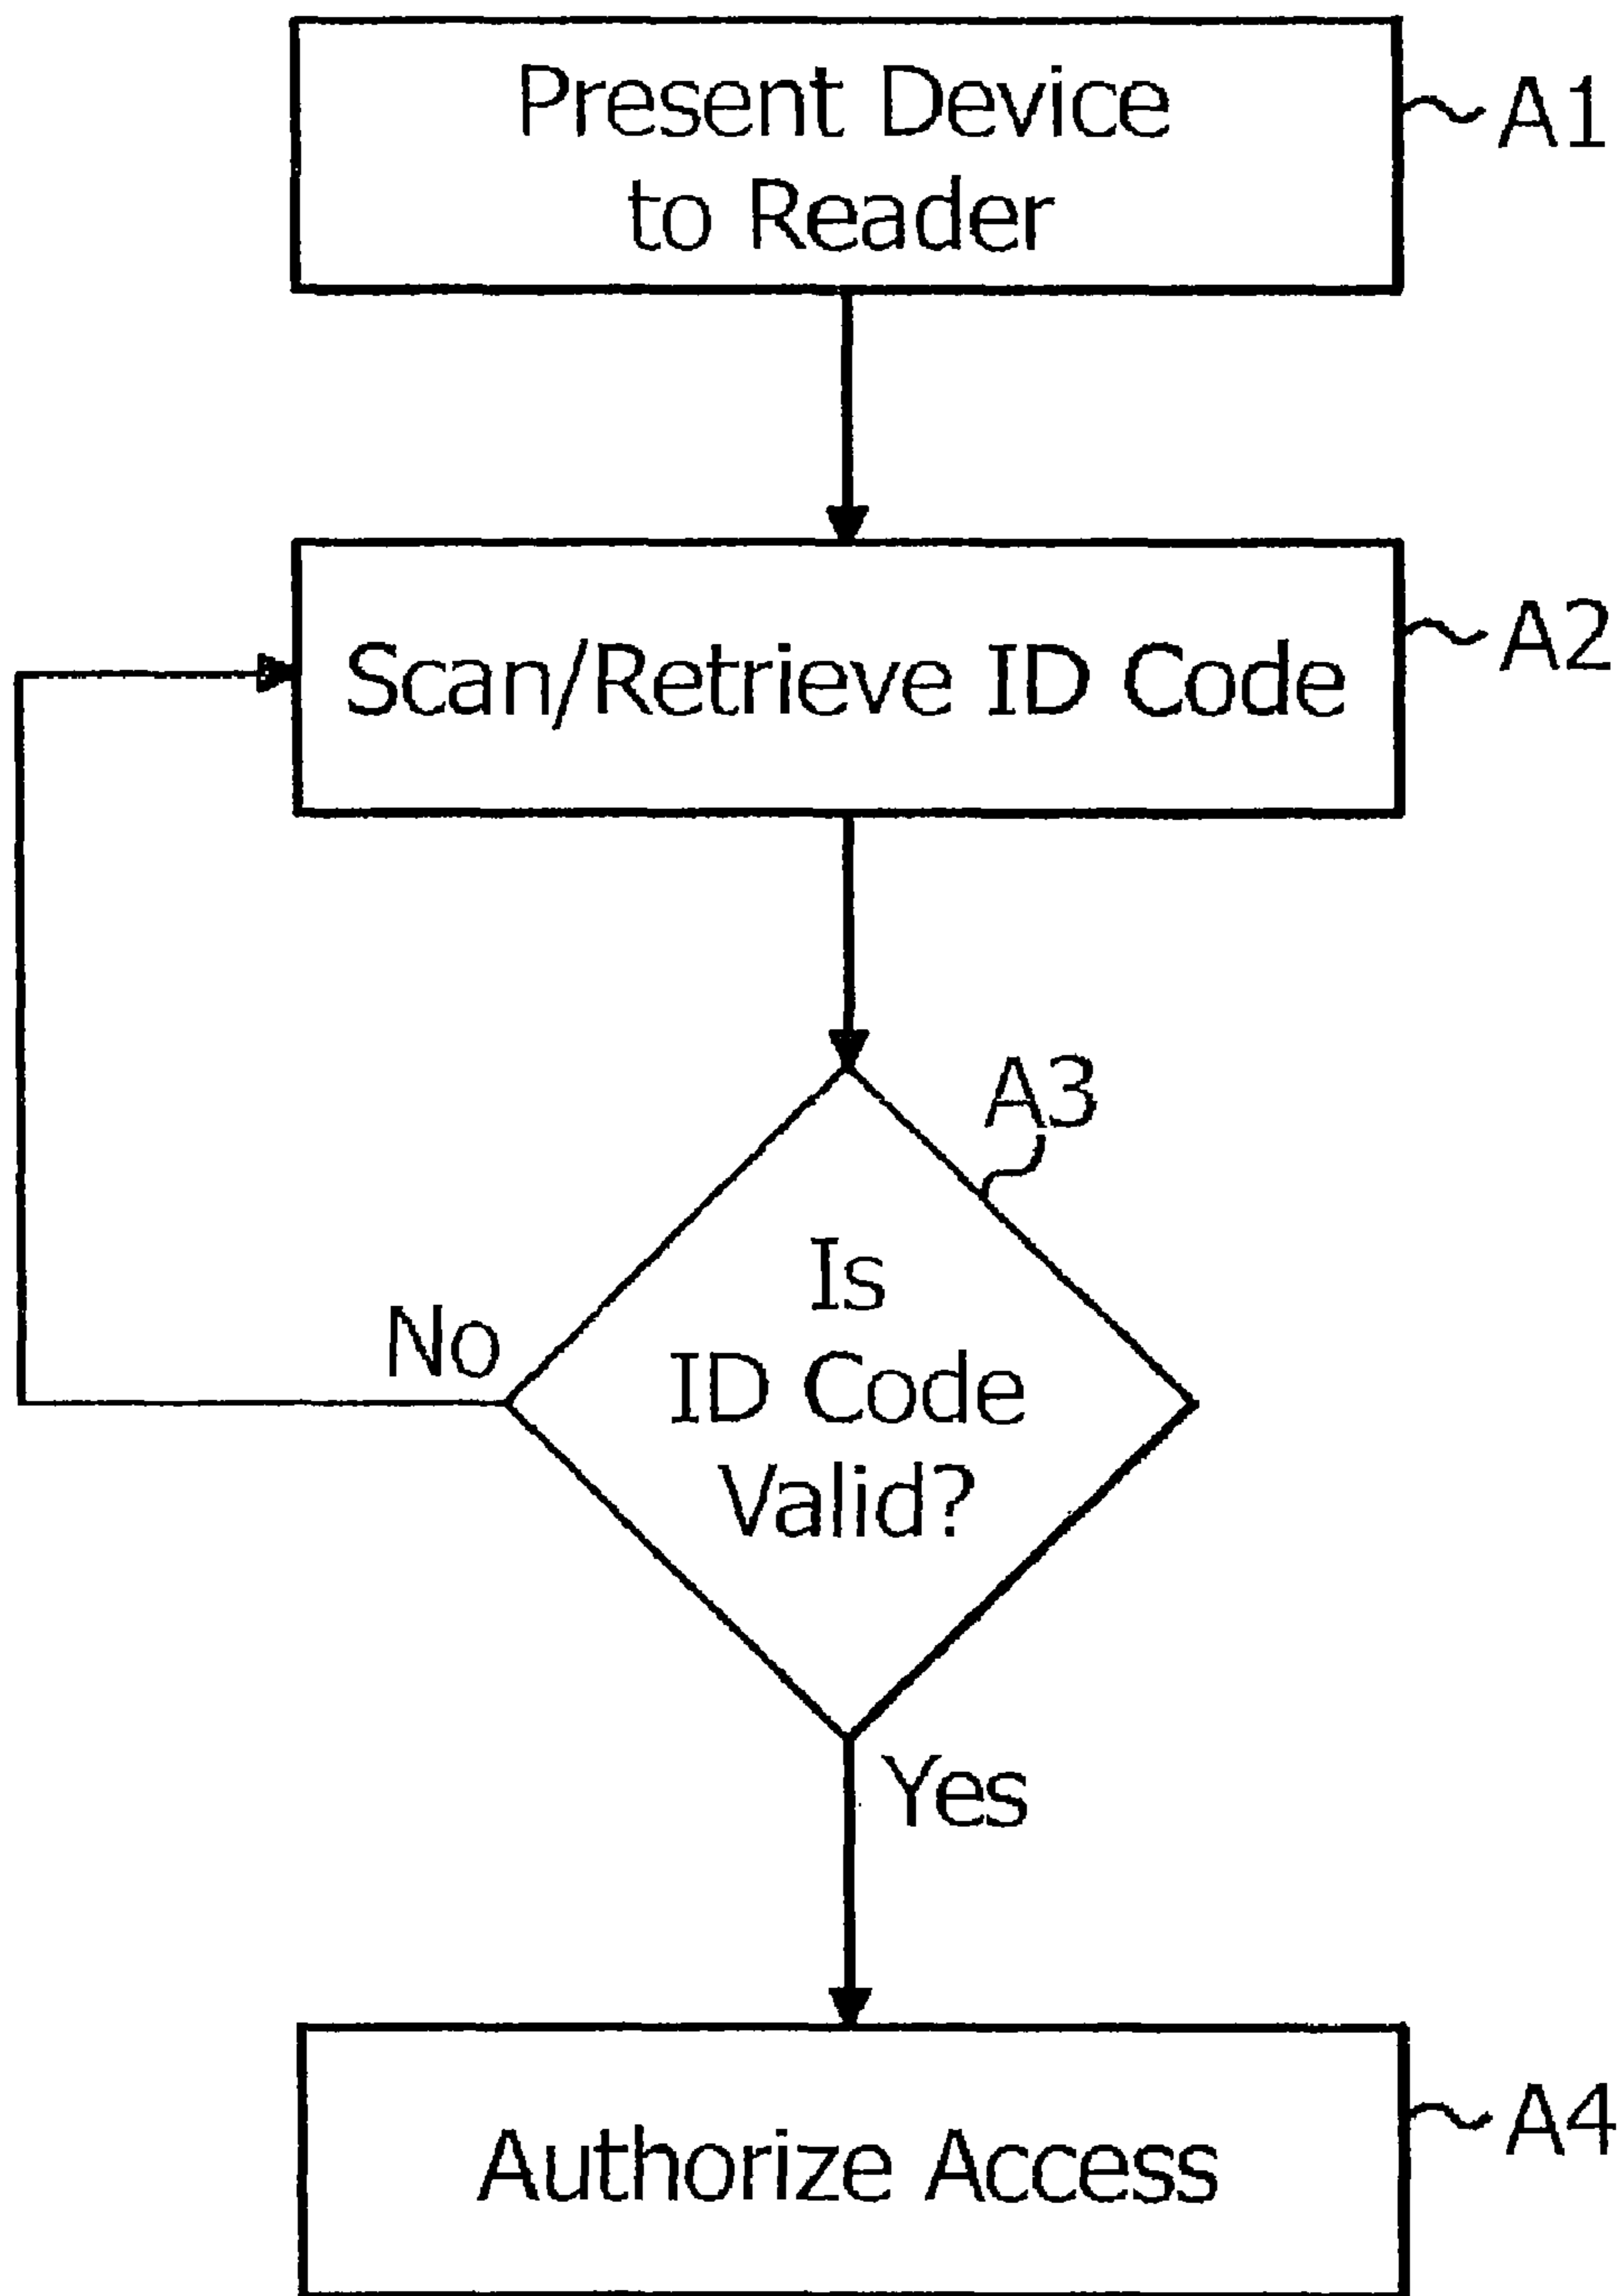 Present Device
to Reader
A1
Scan/Retrieve ID Code
A2
A3
Is
ID Code
Valid?
No
Yes
Authorize Access
A4